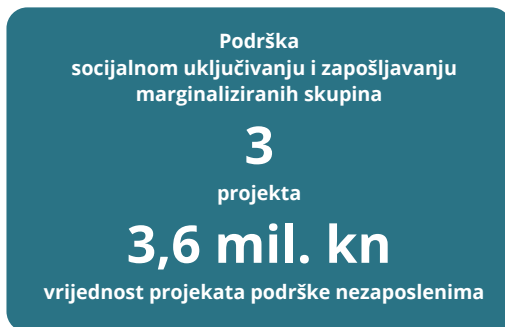 Podrška
socijalnom uključivanju i zapošljavanju
marginaliziranih skupina
3
projekta
3,6 mil. kn
vrijednost projekata podrške nezaposlenima